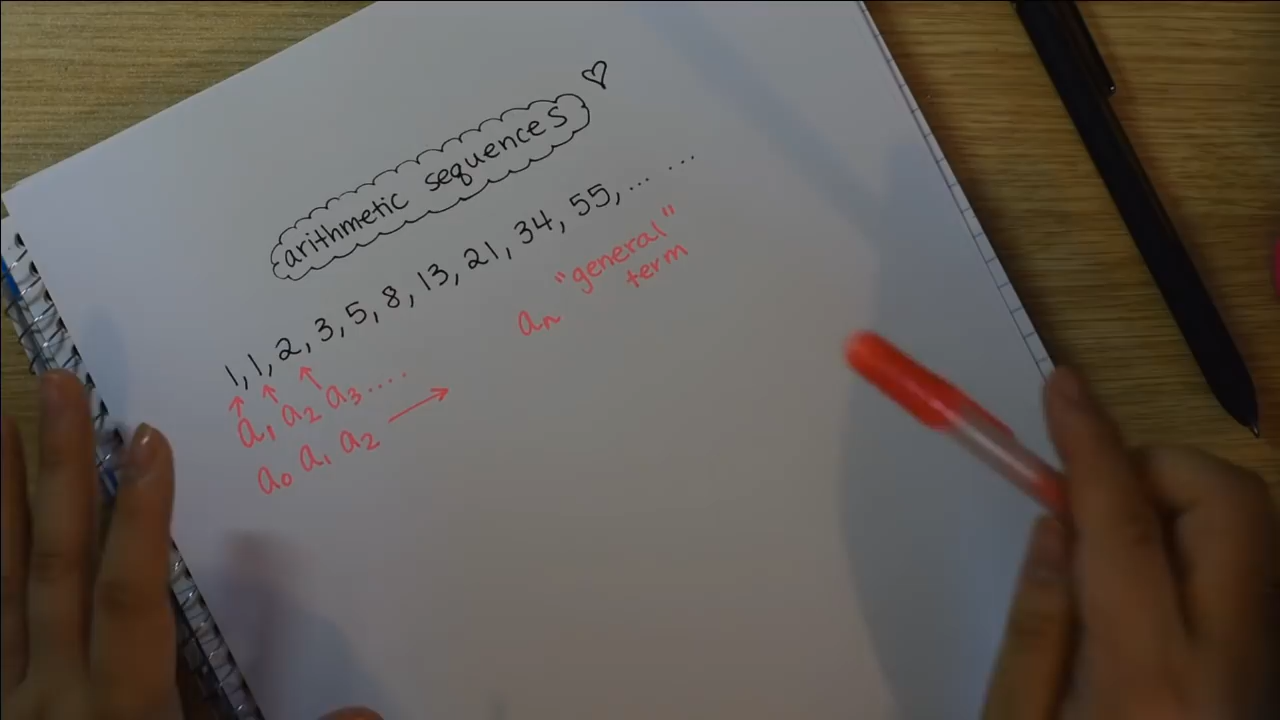 arithmetic sequences ♡
1, 1, 2, 3, 5, 8, 13, 21, 34, 55, ... ...
aₙ "general"
term
a₁ a₂ a₃ ....
a₀ a₁ a₂ →